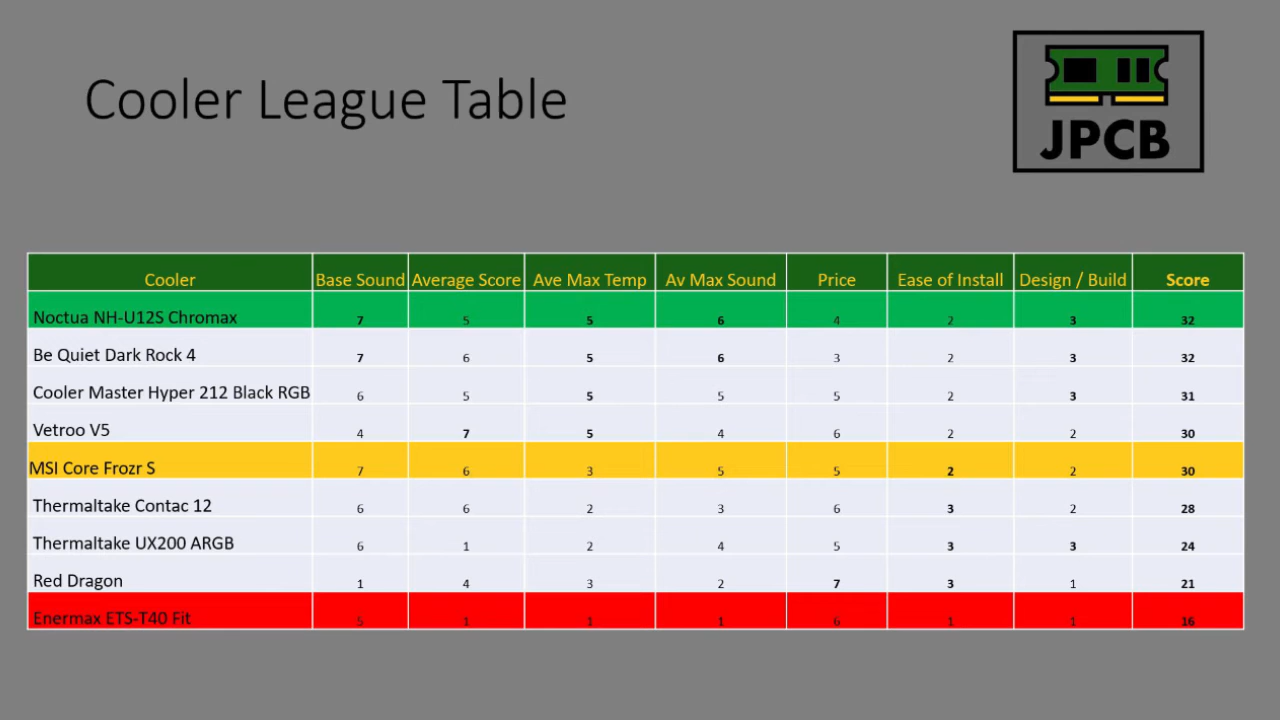 Cooler League Table
JPCB
Cooler Base Sound Average Score Ave Max Temp Av Max Sound Price Ease of Install Design / Build Score
Noctua NH-U12S Chromax 7 5 5 6 4 2 3 32
Be Quiet Dark Rock 4 7 6 5 6 3 2 3 32
Cooler Master Hyper 212 Black RGB 6 5 5 5 5 2 3 31
Vetroo V5 4 7 5 4 6 2 2 30
MSI Core Frozr S 7 6 3 5 5 2 2 30
Thermaltake Contac 12 6 6 2 3 6 3 2 28
Thermaltake UX200 ARGB 6 1 2 4 5 3 3 24
Red Dragon 1 4 3 2 7 3 1 21
Enermax ETS-T40 Fit 5 1 1 1 6 1 1 16